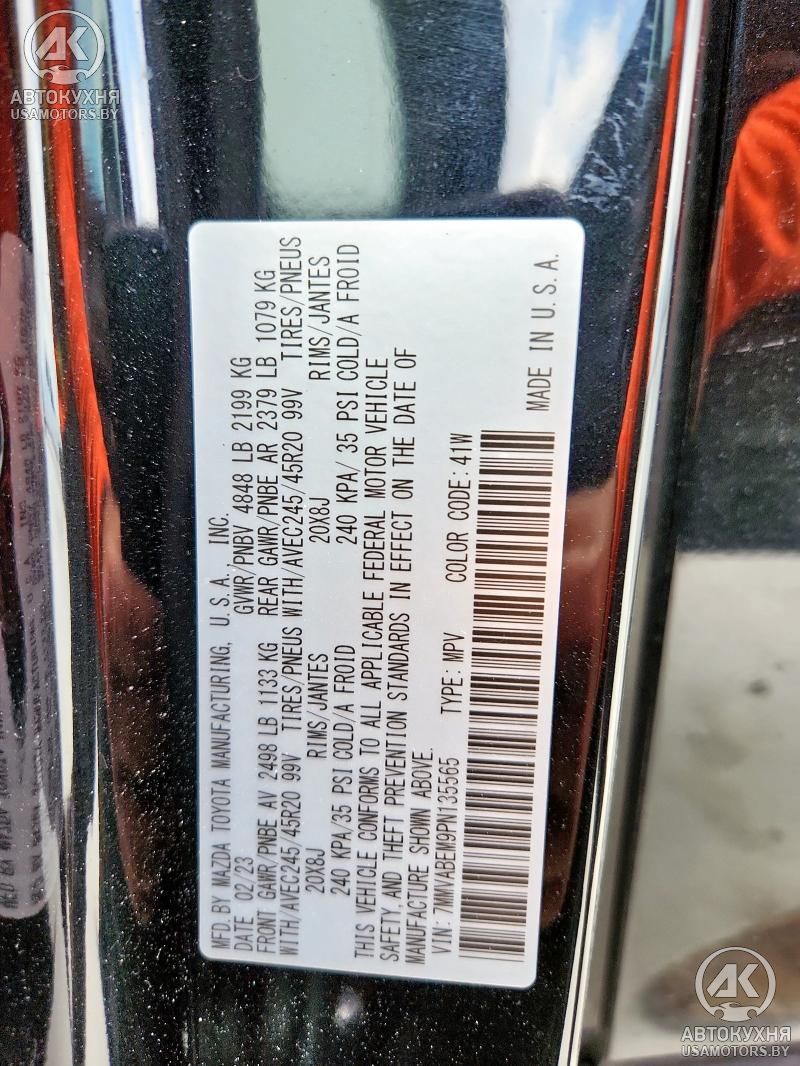 AK
АВТОКУХНЯ
USAMOTORS.BY
MFD. BY MAZDA TOYOTA MANUFACTURING, U.S.A., INC.
DATE 02/23 GVWR/PNBV 4848 LB 2199 KG
FRONT GAWR/PNBE AV 2498 LB 1133 KG REAR GAWR/PNBE AR 2379 LB 1079 KG
WITH/AVEC245/45R20 99V TIRES/PNEUS WITH/AVEC245/45R20 99V TIRES/PNEUS
20X8J RIMS/JANTES 20X8J RIMS/JANTES
240 KPA/35 PSI COLD/A FROID 240 KPA/ 35 PSI COLD/A FROID
THIS VEHICLE CONFORMS TO ALL APPLICABLE FEDERAL MOTOR VEHICLE
SAFETY, AND THEFT PREVENTION STANDARDS IN EFFECT ON THE DATE OF
MANUFACTURE SHOWN ABOVE.
VIN: 7MMVABEM9PN135565 TYPE: MPV COLOR CODE: 41W
MADE IN U.S.A.
AK
АВТОКУХНЯ
USAMOTORS.BY